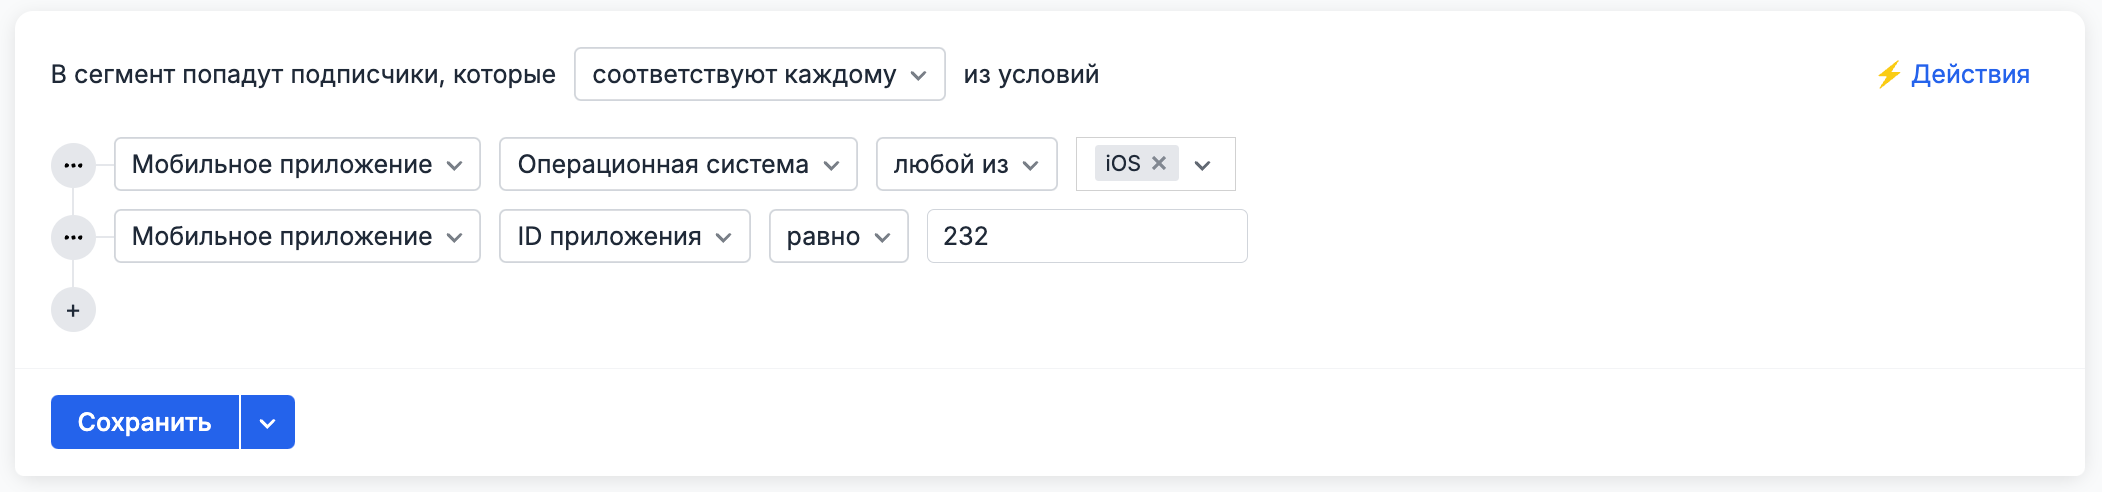 В сегмент попадут подписчики, которые соответствуют каждому из условий ⚡ Действия
Мобильное приложение Операционная система любой из iOS ×
Мобильное приложение ID приложения равно 232
+
Сохранить